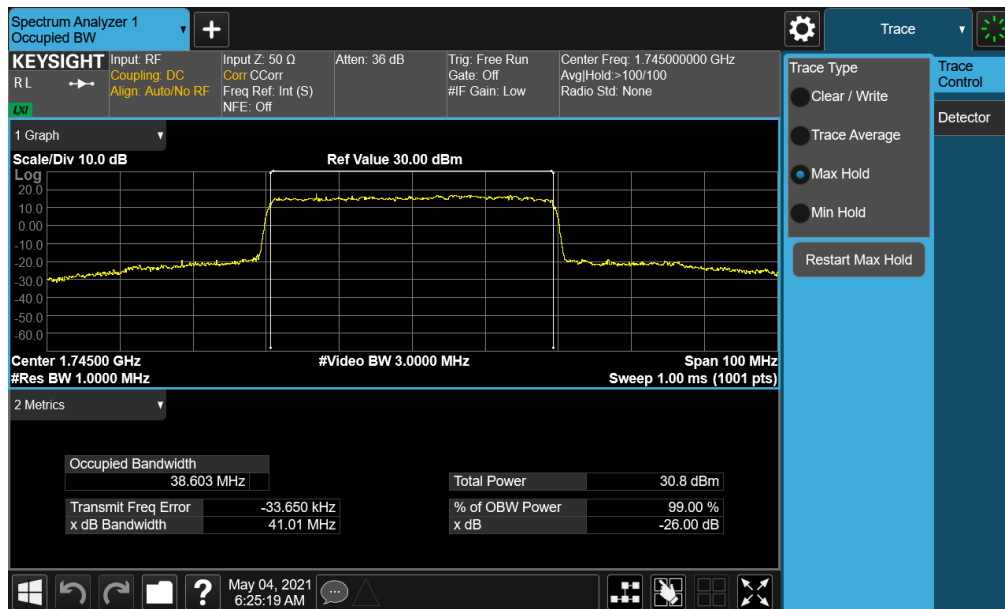 Spectrum Analyzer 1
Occupied BW
+
Trace
KEYSIGHT
R L
LXI
Input: RF
Coupling: DC
Align: Auto/No RF
Input Z: 50 Ω
Corr CCorr
Freq Ref: Int (S)
NFE: Off
Atten: 36 dB
Trig: Free Run
Gate: Off
#IF Gain: Low
Center Freq: 1.745000000 GHz
Avg|Hold:>100/100
Radio Std: None
Trace Type
Clear / Write
Trace Average
Max Hold
Min Hold
Restart Max Hold
Trace
Control
Detector
1 Graph
Scale/Div 10.0 dB
Ref Value 30.00 dBm
Log
20.0
10.0
0.00
-10.0
-20.0
-30.0
-40.0
-50.0
-60.0
Center 1.74500 GHz
#Video BW 3.0000 MHz
Span 100 MHz
#Res BW 1.0000 MHz
Sweep 1.00 ms (1001 pts)
2 Metrics
Occupied Bandwidth
38.603 MHz
Total Power 30.8 dBm
Transmit Freq Error -33.650 kHz
% of OBW Power 99.00 %
x dB Bandwidth 41.01 MHz
x dB -26.00 dB
?
May 04, 2021
6:25:19 AM